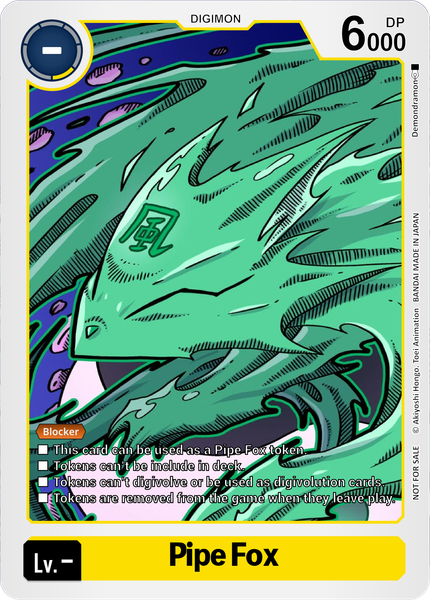 DIGIMON
-
DP
6000
風
Blocker
This card can be used as a Pipe Fox token.
Tokens can't be include in deck.
Tokens can't digivolve or be used as digivolution cards.
Tokens are removed from the game when they leave play.
Lv.-
Pipe Fox
Demondramon©
NOT FOR SALE © Akiyoshi Hongo. Toei Animation BANDAI MADE IN JAPAN